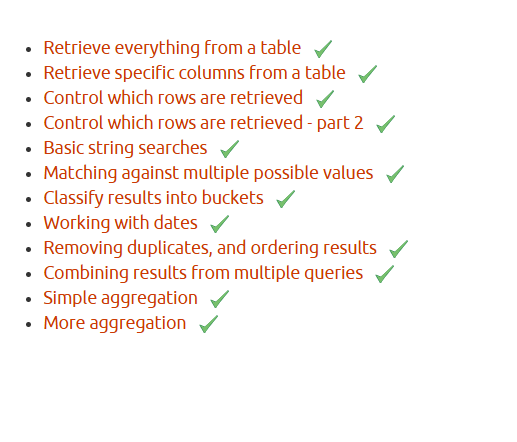 Retrieve everything from a table
Retrieve specific columns from a table
Control which rows are retrieved
Control which rows are retrieved - part 2
Basic string searches
Matching against multiple possible values
Classify results into buckets
Working with dates
Removing duplicates, and ordering results
Combining results from multiple queries
Simple aggregation
More aggregation